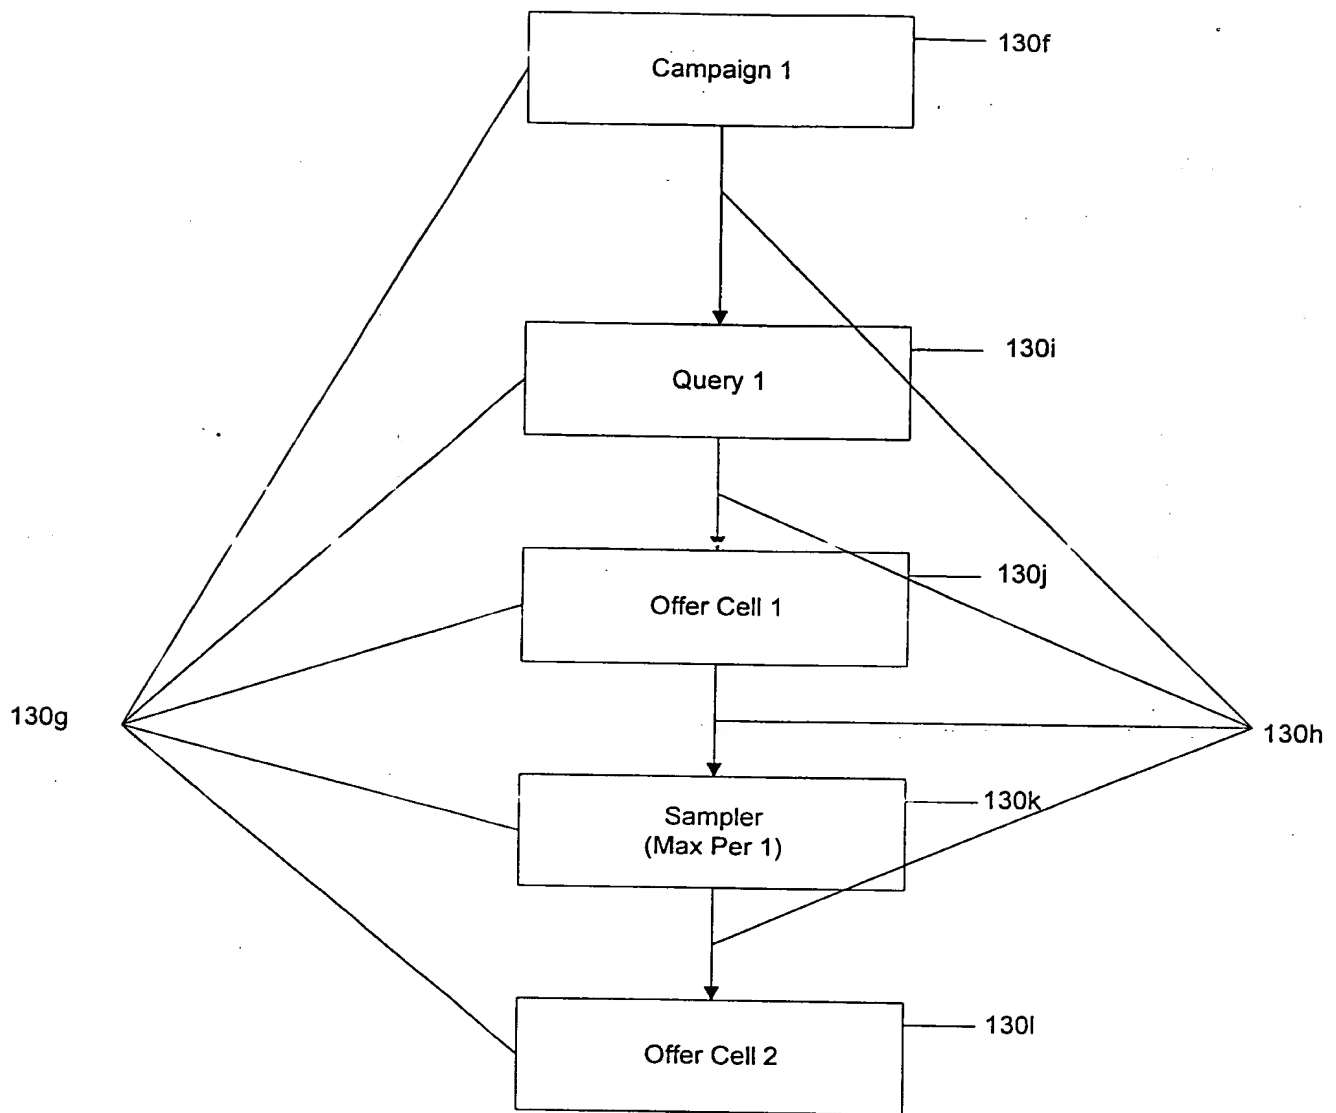 Campaign 1
130f
Query 1
130i
Offer Cell 1
130j
130g
130h
Sampler
(Max Per 1)
130k
Offer Cell 2
130l